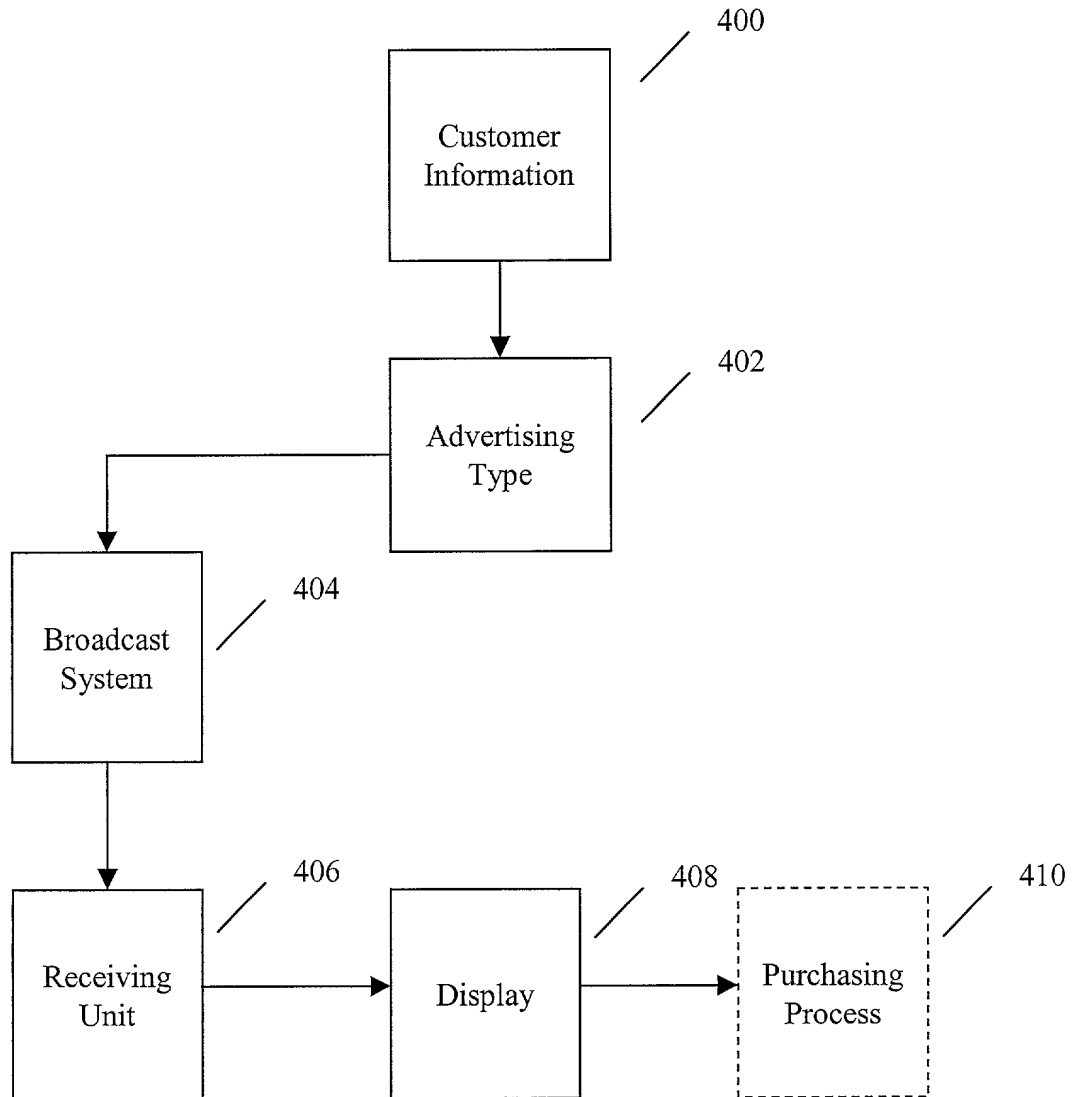 400
Customer
Information
402
Advertising
Type
404
Broadcast
System
406
Receiving
Unit
408
Display
410
Purchasing
Process